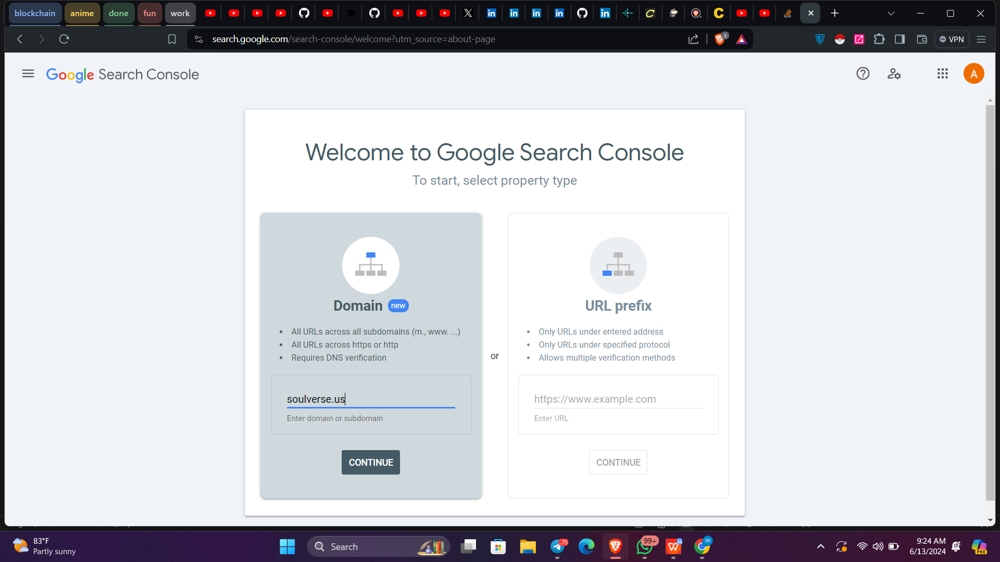 blockchain anime done fun work
search.google.com/search-console/welcome?utm_source=about-page
3
VPN
Google Search Console
A
Welcome to Google Search Console
To start, select property type
Domain new
• All URLs across all subdomains (m., www. ...)
• All URLs across https or http
• Requires DNS verification
soulverse.us
Enter domain or subdomain
CONTINUE
or
URL prefix
• Only URLs under entered address
• Only URLs under specified protocol
• Allows multiple verification methods
https://www.example.com
Enter URL
CONTINUE
83°F
Partly sunny
Search
.75
99+
m
9:24 AM
6/13/2024
PRE